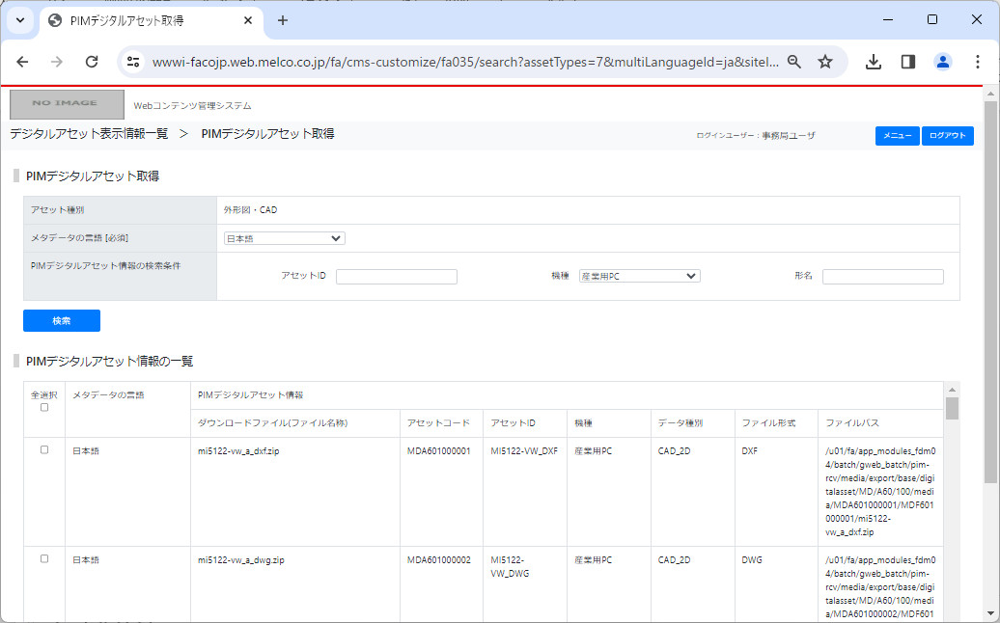 PIMデジタルアセット取得
wwwi-facojp.web.melco.co.jp/fa/cms-customize/fa035/search?assetTypes=7&multiLanguageId=ja&siteI...
NO IMAGE
Webコンテンツ管理システム
デジタルアセット表示情報一覧 ＞ PIMデジタルアセット取得
ログインユーザー：事務局ユーザ
メニュー
ログアウト
PIMデジタルアセット取得
アセット種別 外形図・CAD
メタデータの言語 [必須] 日本語
PIMデジタルアセット情報の検索条件 アセットID 機種 産業用PC 形名
検索
PIMデジタルアセット情報の一覧
全選択 メタデータの言語 PIMデジタルアセット情報
ダウンロードファイル(ファイル名称) アセットコード アセットID 機種 データ種別 ファイル形式 ファイルパス
日本語 mi5122-vw_a_dxf.zip MDA601000001 MI5122-VW_DXF 産業用PC CAD_2D DXF /u01/fa/app_modules_fdm0
4/batch/gweb_batch/pim-
rcv/media/export/base/digi
talasset/MD/A60/100/medi
a/MDA601000001/MDF601
000001/mi5122-
vw_a_dxf.zip
日本語 mi5122-vw_a_dwg.zip MDA601000002 MI5122- 産業用PC CAD_2D DWG /u01/fa/app_modules_fdm0
VW_DWG 4/batch/gweb_batch/pim-
rcv/media/export/base/digi
talasset/MD/A60/100/medi
a/MDA601000002/MDF601